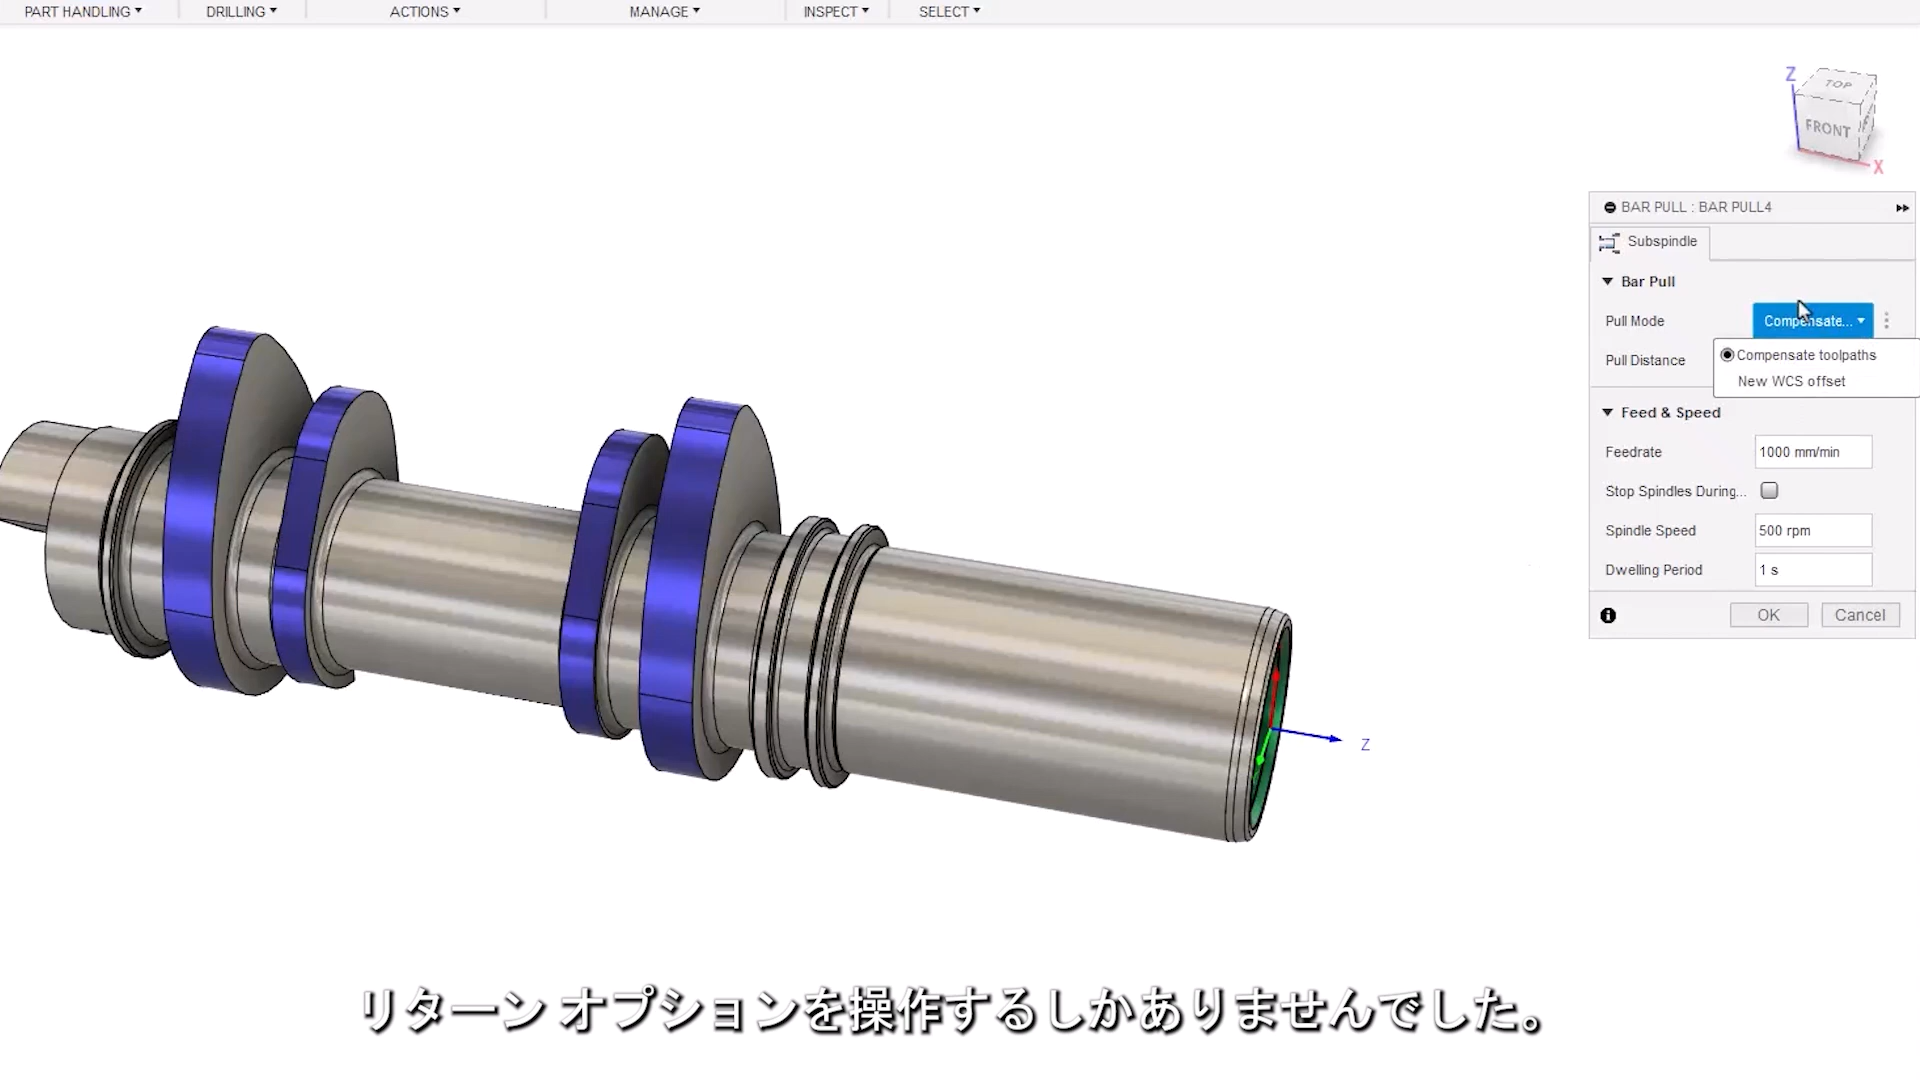 PART HANDLING DRILLING ACTIONS MANAGE INSPECT SELECT
Z
TOP
FRONT
X
BAR PULL : BAR PULL4
Subspindle
Bar Pull
Pull Mode Compensate...
Pull Distance
Compensate toolpaths
New WCS offset
Feed & Speed
Feedrate 1000 mm/min
Stop Spindles During...
Spindle Speed 500 rpm
Dwelling Period 1 s
OK Cancel
Z
リターン オプションを操作するしかありませんでした。